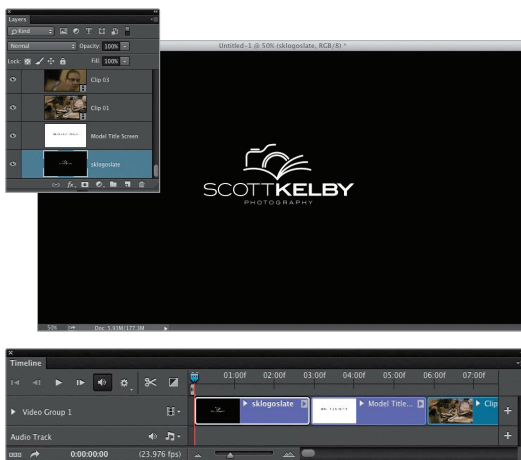 Layers
Kind
Normal
Opacity: 100%
Lock:
Fill: 100%
Clip 03
Clip 01
Model Title Screen
sklogoslate
fx
Untitled-1 @ 50% (sklogoslate, RGB/8) *
SCOTTKELBY
PHOTOGRAPHY
50%
Doc: 5.93M/177.3M
Timeline
01:00f 02:00f 03:00f 04:00f 05:00f 06:00f 07:00f
Video Group 1
sklogoslate
Model Title...
Clip
Audio Track
0:00:00:00
(23.976 fps)